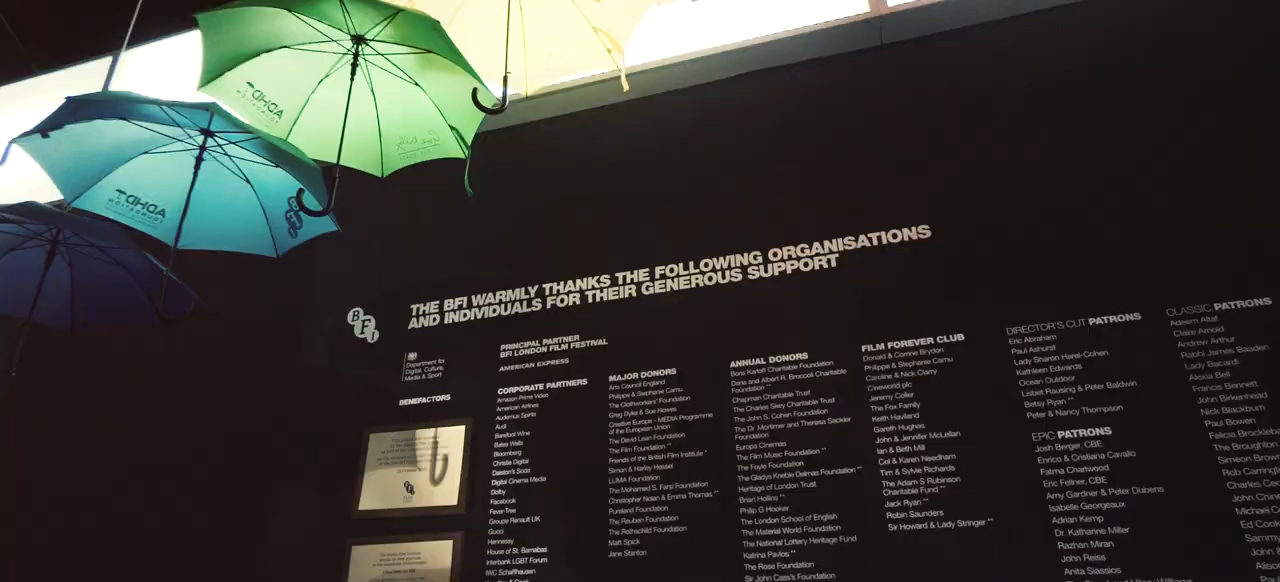 ADHD
FOUNDATION
ADHD
FOUNDATION
BFI
THE BFI WARMLY THANKS THE FOLLOWING ORGANISATIONS
AND INDIVIDUALS FOR THEIR GENEROUS SUPPORT
BFI
Department for
Digital, Culture,
Media & Sport
BENEFACTORS
PRINCIPAL PARTNER
BFI LONDON FILM FESTIVAL
AMERICAN EXPRESS
CORPORATE PARTNERS
Amazon Prime Video
American Airlines
Audemus Spirits
Audi
Barefoot Wine
Bates Wells
Bloomberg
Christie Digital
Deston's Soda
Digital Cinema Media
Dolby
Facebook
Fever-Tree
Groupe Renault UK
Gucci
Hennessy
House of St. Barnabas
Interbank LGBT Forum
IWC Schaffhausen
MAJOR DONORS
Arts Council England
Philippe & Stephanie Camu
The Clothworkers' Foundation
Greg Dyke & Sue Howes
Creative Europe - MEDIA Programme
of the European Union
The David Lean Foundation
The Film Foundation **
Friends of the British Film Institute *
Simon & Harley Hessel
LUMA Foundation
The Mohamed S. Farsi Foundation
Christopher Nolan & Emma Thomas **
Pureland Foundation
The Reuben Foundation
The Rothschild Foundation
Matt Spick
Jane Stanton
ANNUAL DONORS
Boris Karloff Charitable Foundation
Dana and Albert R. Broccoli Charitable
Foundation **
Chapman Charitable Trust
The Charles Skey Charitable Trust
The John S. Cohen Foundation
The Dr. Mortimer and Theresa Sackler
Foundation
Europa Cinemas
The Film Music Foundation **
The Foyle Foundation
The Gladys Krieble Delmas Foundation **
Heritage of London Trust
Brian Hollins **
Philip G Hooker
The London School of English
The Material World Foundation
The National Lottery Heritage Fund
Katrina Pavlos **
The Rose Foundation
Sir John Cass's Foundation
FILM FOREVER CLUB
Donald & Corrine Brydon
Philippe & Stephanie Camu
Caroline & Nick Clarry
Cineworld plc
Jeremy Coller
The Fox Family
Keith Haviland
Gareth Hughes
John & Jennifer McLellan
Ian & Beth Mill
Col & Karen Needham
Tim & Sylvie Richards
The Adam S Rubinson
Charitable Fund **
Jack Ryan **
Robin Saunders
Sir Howard & Lady Stringer **
DIRECTOR'S CUT PATRONS
Eric Abraham
Paul Ashurst
Lady Sharon Harel-Cohen
Kathleen Edwards
Ocean Outdoor
Lisbet Rausing & Peter Baldwin
Betsy Ryan **
Peter & Nancy Thompson
EPIC PATRONS
Josh Berger, CBE
Enrico & Cristiana Cavallo
Fatma Charlwood
Eric Fellner, CBE
Amy Gardner & Peter Dubens
Isabelle Georgeaux
Adrian Kemp
Dr. Katharine Miller
Razhan Miran
John Reiss
Anita Siassios
CLASSIC PATRONS
Adeem Altaf
Claire Arnold
Andrew Arthur
Rabbi James Baaden
Lady Bacardi
Alexia Bell
Francis Bennett
John Birkenhead
Nick Blackburn
Paul Bowen
Felicia Brockleba
The Broughton
Simeon Brown
Rob Carring
Charles Cec
John Chris
Michael C
Ed Cook
Sammy
John &
Aliso